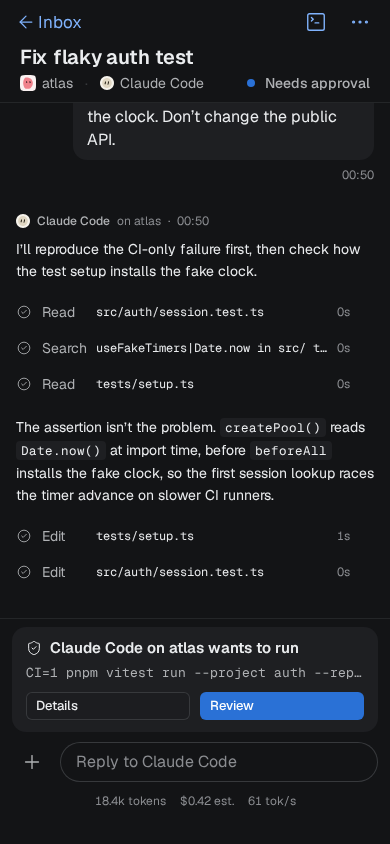 Inbox
Fix flaky auth test
atlas · Claude Code Needs approval
the clock. Don’t change the public
API.
00:50
Claude Code on atlas · 00:50
I’ll reproduce the CI-only failure first, then check how
the test setup installs the fake clock.
Read src/auth/session.test.ts 0s
Search useFakeTimers|Date.now in src/ t… 0s
Read tests/setup.ts 0s
The assertion isn’t the problem. createPool() reads
Date.now() at import time, before beforeAll
installs the fake clock, so the first session lookup races
the timer advance on slower CI runners.
Edit tests/setup.ts 1s
Edit src/auth/session.test.ts 0s
Claude Code on atlas wants to run
CI=1 pnpm vitest run --project auth --rep…
Details Review
Reply to Claude Code
18.4k tokens $0.42 est. 61 tok/s